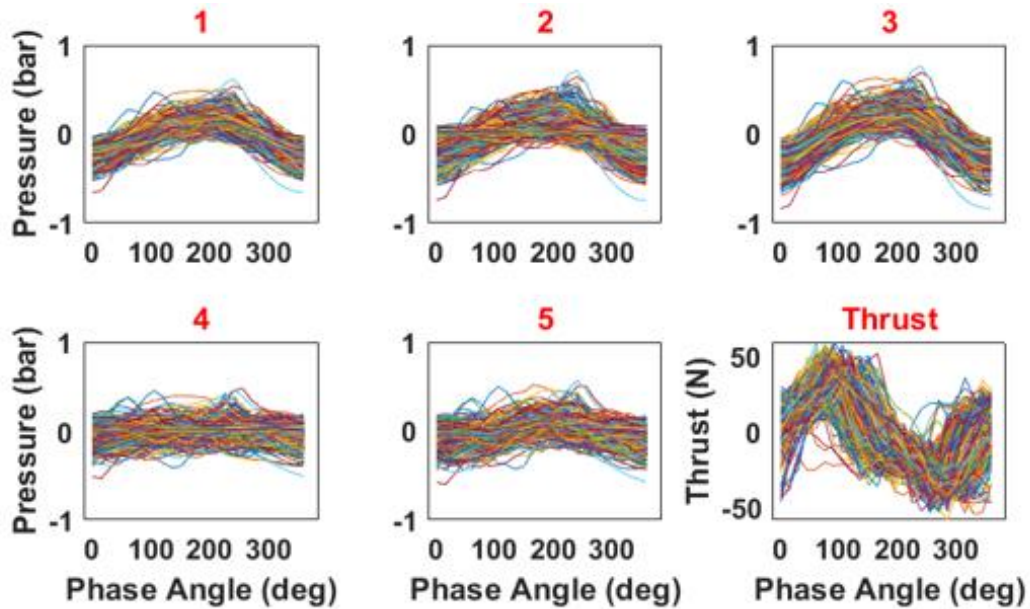 1 2 3
Pressure (bar)
1 1 1
0 0 0
-1 -1 -1
0 100 200 300 0 100 200 300 0 100 200 300
4 5 Thrust
Pressure (bar) Thrust (N)
1 1 50
0 0 0
-1 -1 -50
0 100 200 300 0 100 200 300 0 100 200 300
Phase Angle (deg) Phase Angle (deg) Phase Angle (deg)